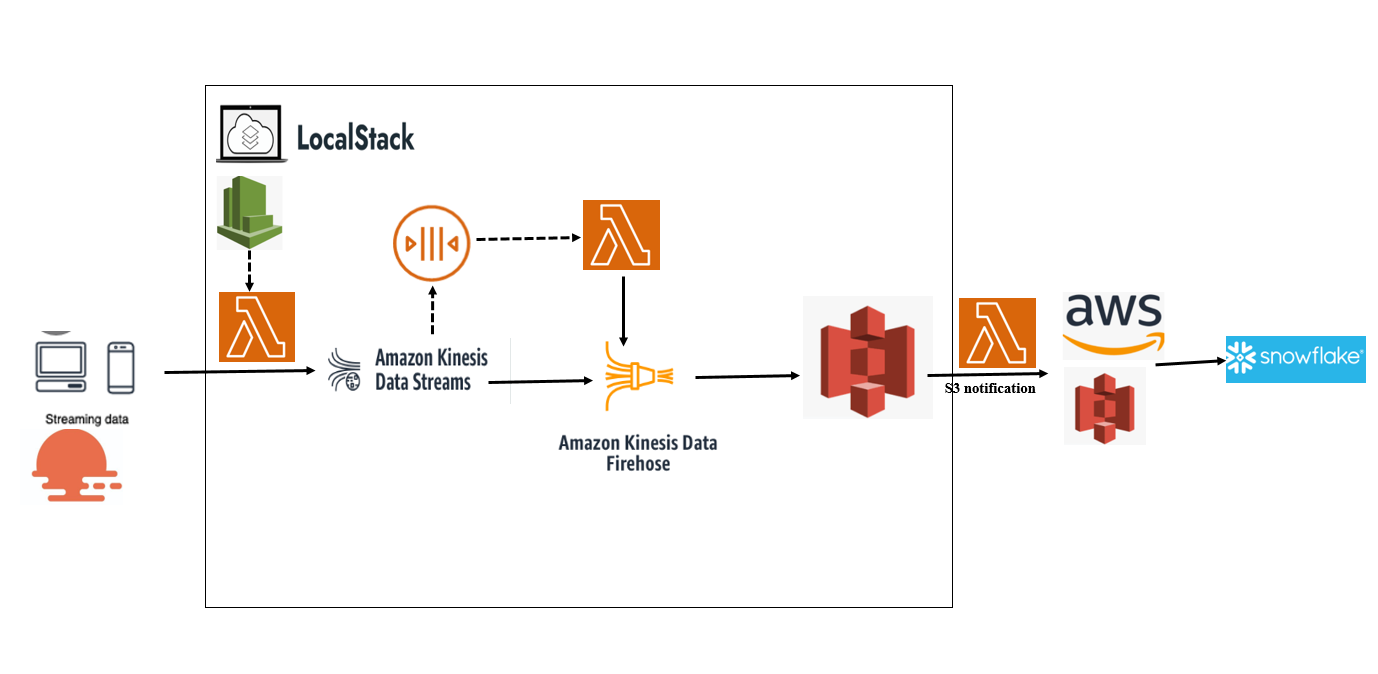 LocalStack
Amazon Kinesis
Data Streams
Streaming data
Amazon Kinesis Data
Firehose
S3 notification
aws
snowflake®